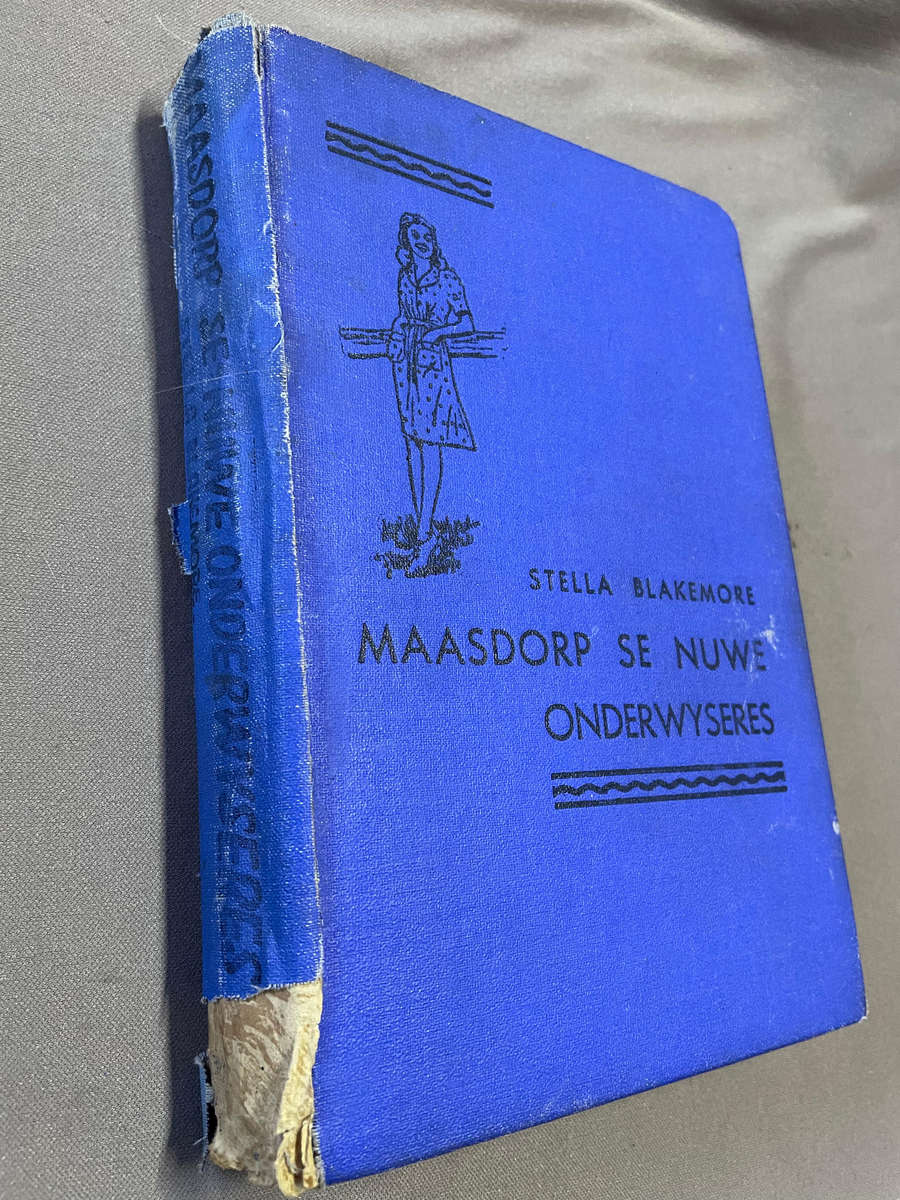 STELLA BLAKEMORE
MAASDORP SE NUWE
ONDERWYSERES
MAASDORP SE NUWE ONDERWYSERES